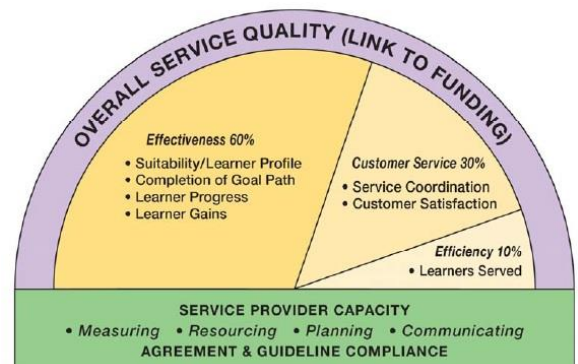 OVERALL SERVICE QUALITY (LINK TO FUNDING)
Effectiveness 60%
• Suitability/Learner Profile
• Completion of Goal Path
• Learner Progress
• Learner Gains
Customer Service 30%
• Service Coordination
• Customer Satisfaction
Efficiency 10%
• Learners Served
SERVICE PROVIDER CAPACITY
• Measuring • Resourcing • Planning • Communicating
AGREEMENT & GUIDELINE COMPLIANCE